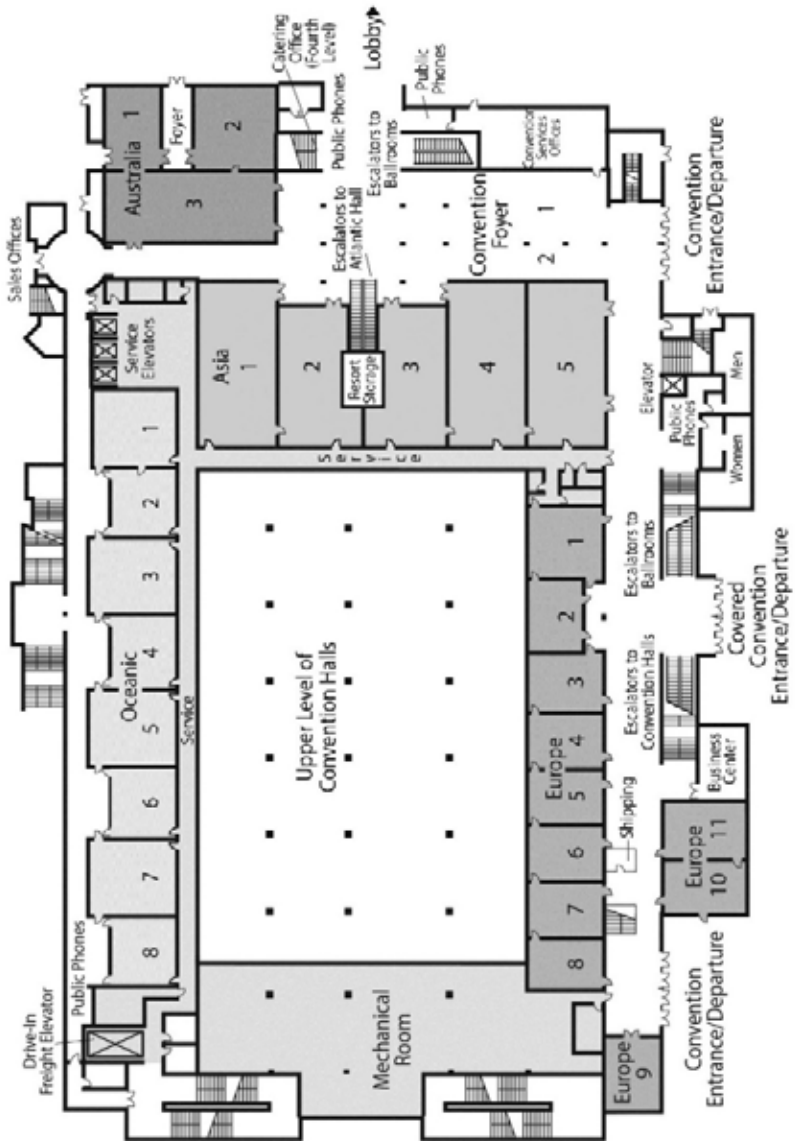 Sales Offices
Drive-In
Freight Elevator
Public Phones
Service
Elevators
Australia
1
2
3
Foyer
Oceanic
8
7
6
5
4
3
2
1
Service
Catering
Office
(Fourth
Level)
Public Phones
Asia
1
2
3
4
5
Resort
Storage
Escalators to
Atlantic Hall
Escalators to
Ballrooms
Lobby
Upper Level of
Convention Halls
Service
Mechanical
Room
Public
Phones
Convention
Foyer
2
1
Convention
Services
Offices
Europe
8
7
6
5
4
3
2
1
Shipping
Escalators to
Convention Halls
Escalators to
Ballrooms
Elevator
Public
Phones
Europe
9
Europe
10
11
Business
Center
Women
Men
Convention
Entrance/Departure
Covered
Convention
Entrance/Departure
Convention
Entrance/Departure